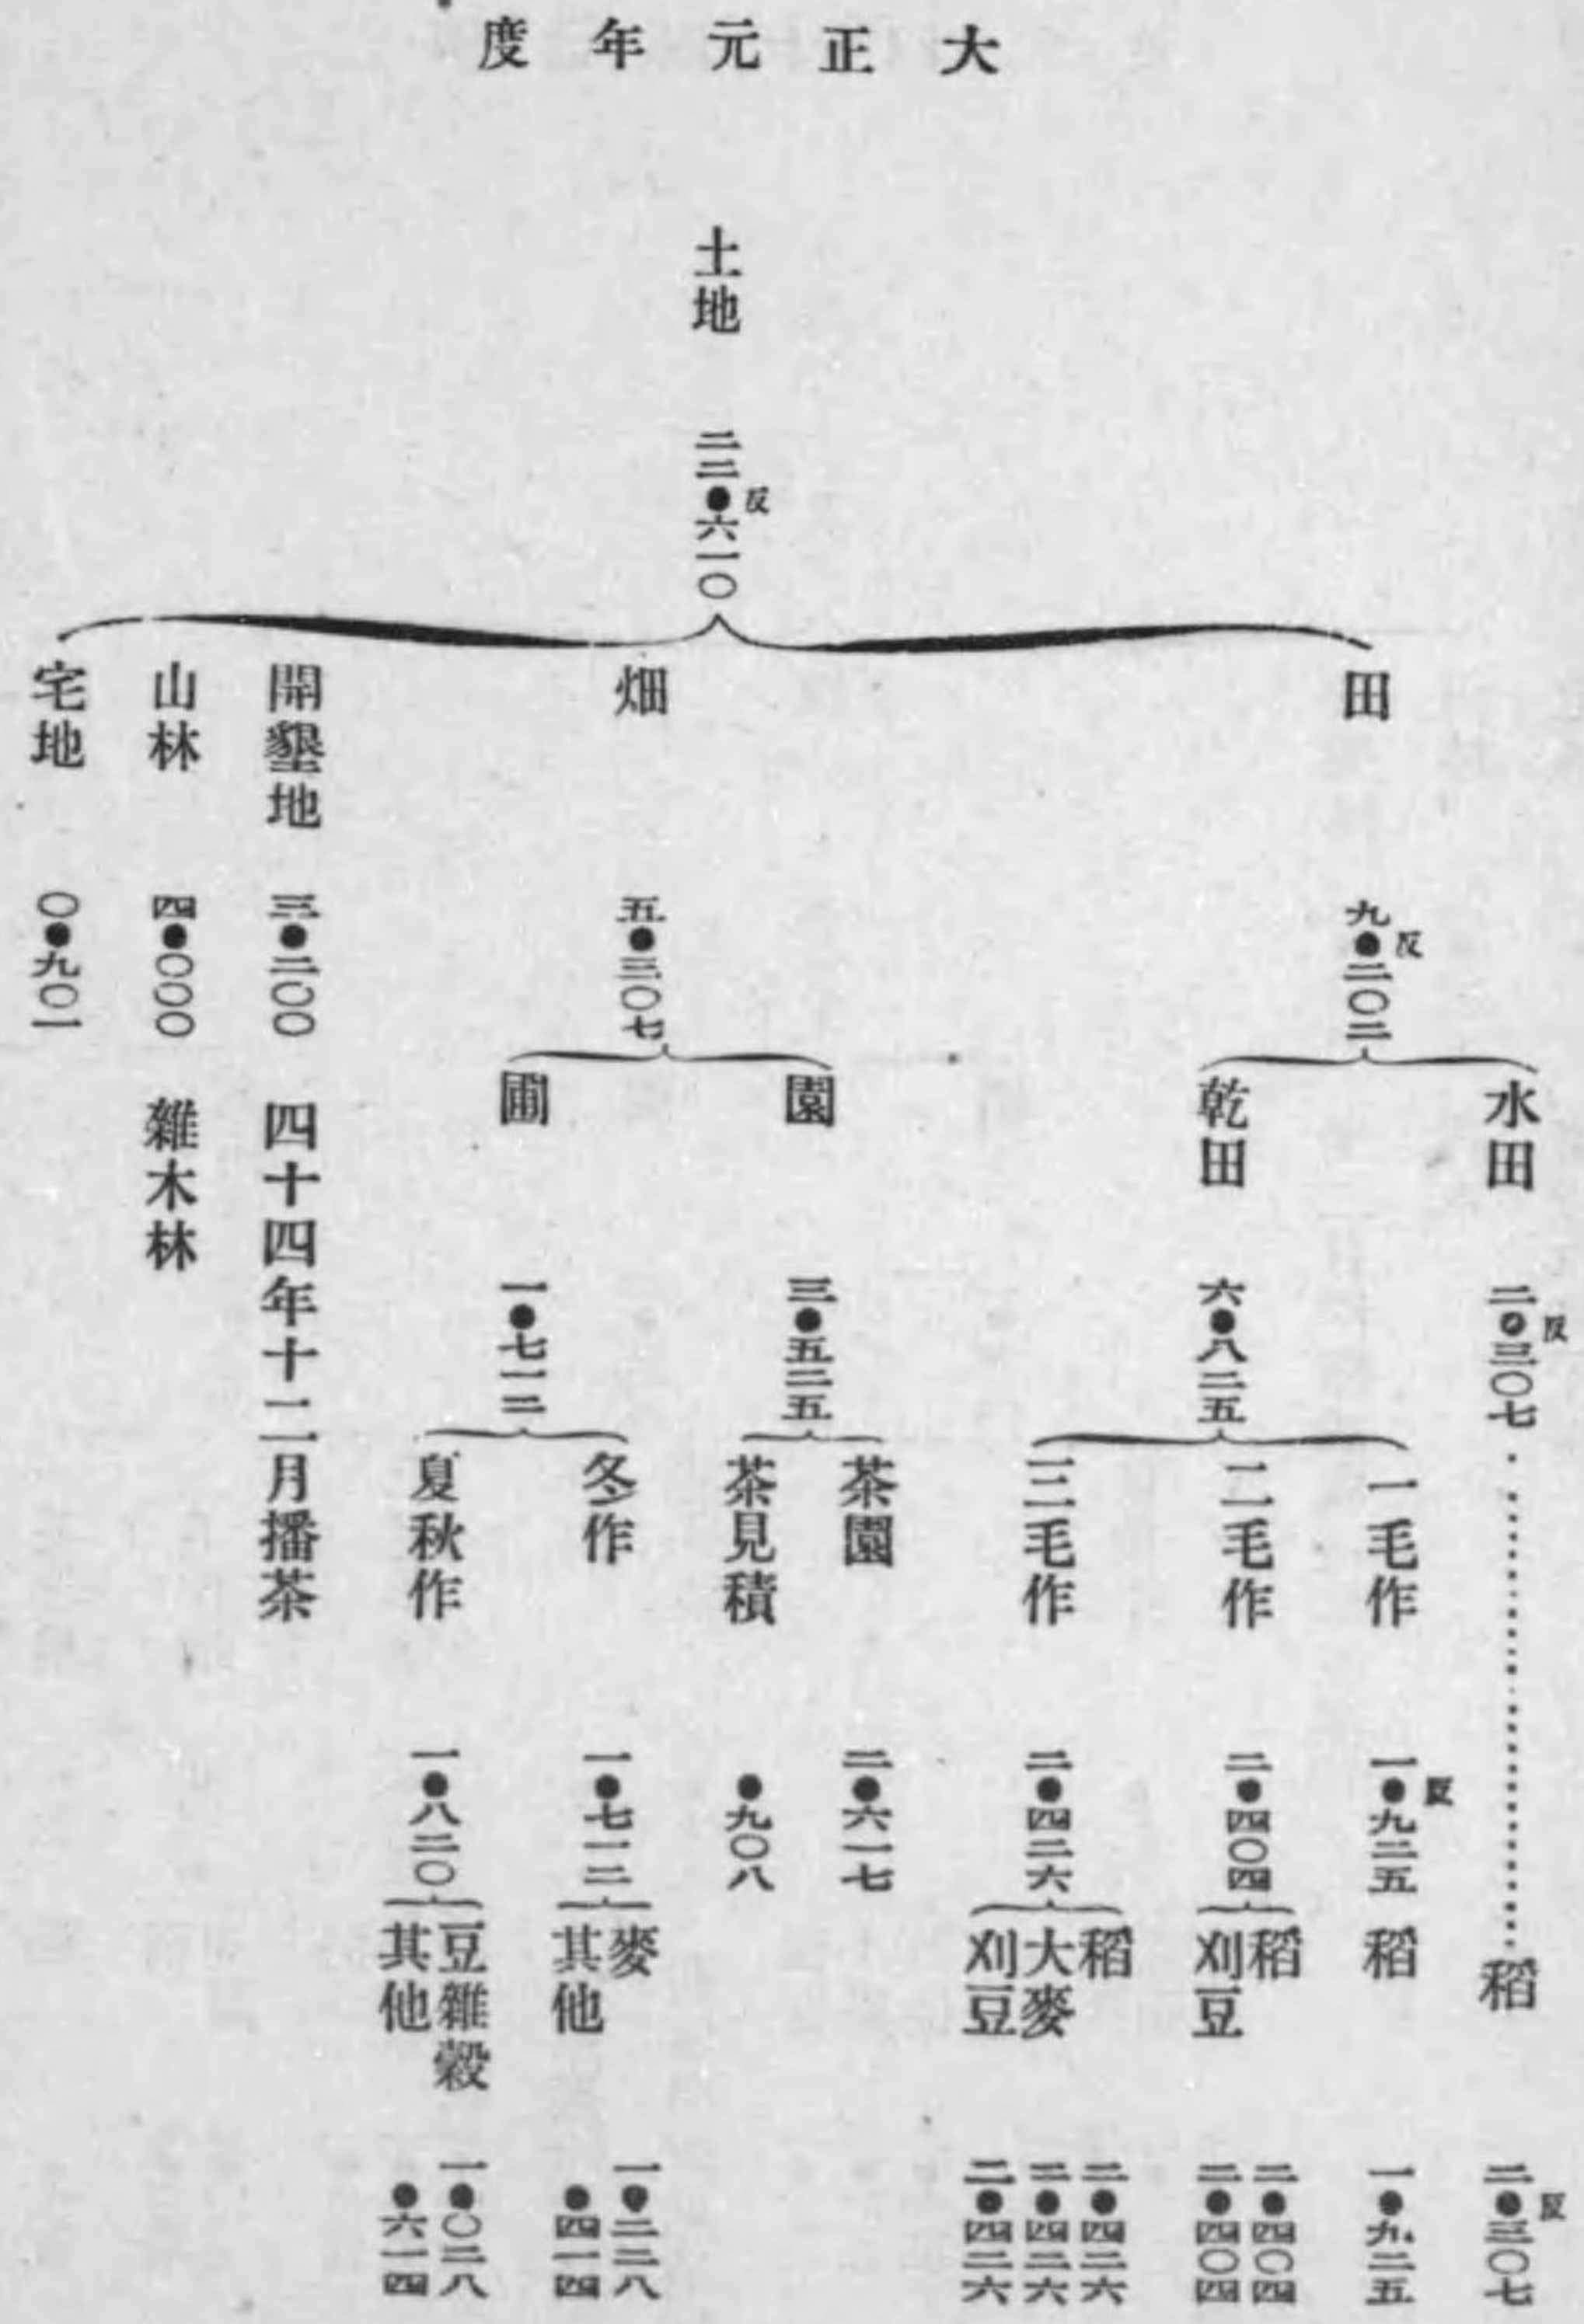 大正元年度
土地 二二●反六一〇
田 九●反二〇二
水田 二●反三〇七………稻 二●反三〇七
乾田 六●八二五
一毛作 一●反九二五 稻 一●九二五
二毛作 二●四〇四
稻 二●四〇四
刈豆 二●四〇四
三毛作 二●四二六
稻 二●四二六
大麥 二●四二六
刈豆 二●四二六
畑 五●三〇七
園 三●五二五
茶園 二●六一七
茶見積 ●九〇八
圃 一●七一二
冬作 一●七一二
麥 一●二二八
其他 ●四一四
夏秋作 一●八二〇
豆雜穀 一●〇二八
其他 ●六一四
開墾地 三●二〇〇 四十四年十二月播茶
山林 四●〇〇〇 雜木林
宅地 〇●九〇一